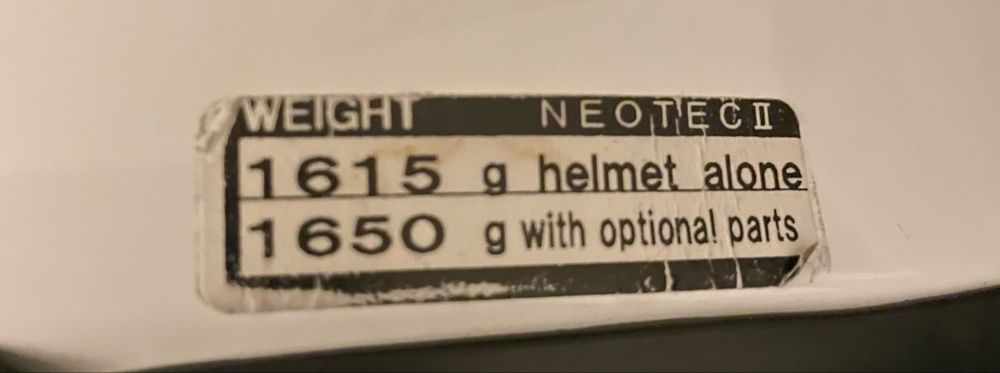 WEIGHT NEOTEC II
1615 g helmet alone
1650 g with optional parts